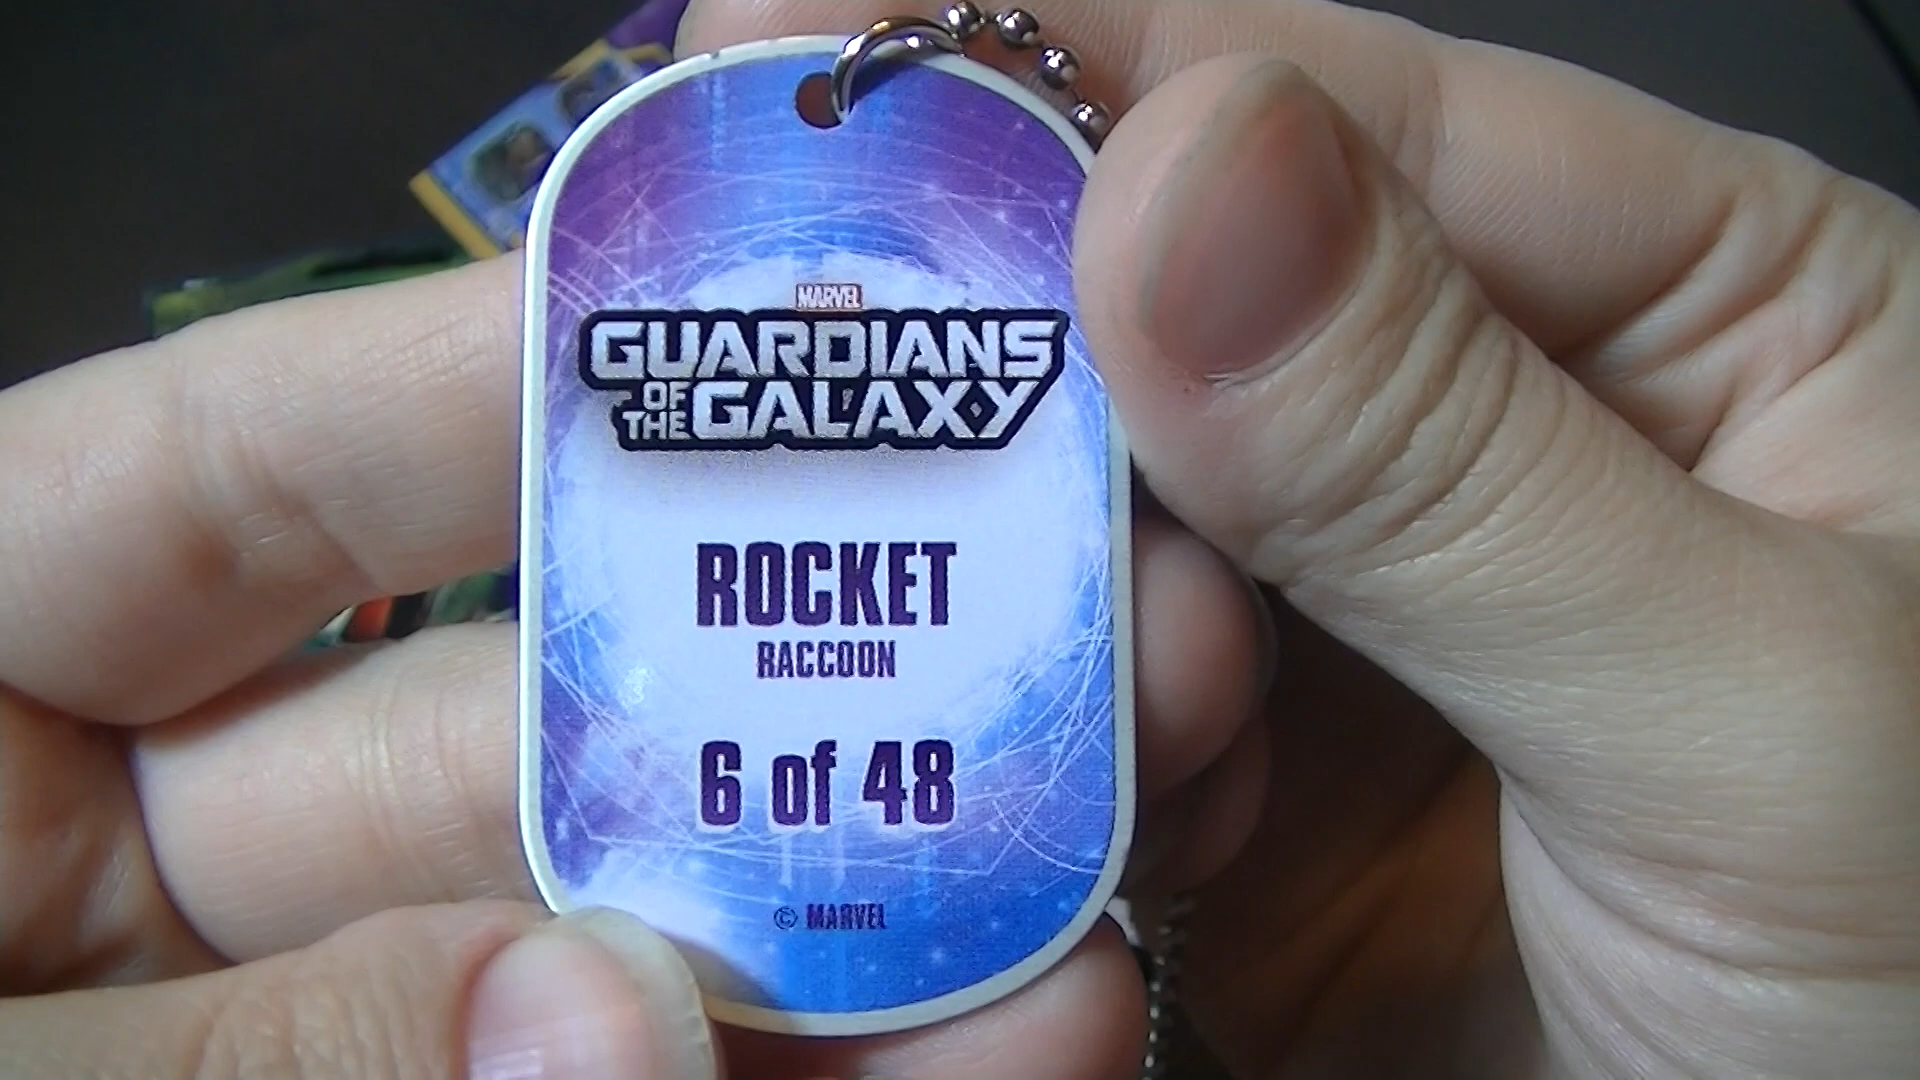 MARVEL
GUARDIANS
OF THE GALAXY
ROCKET
RACCOON
6 of 48
© MARVEL